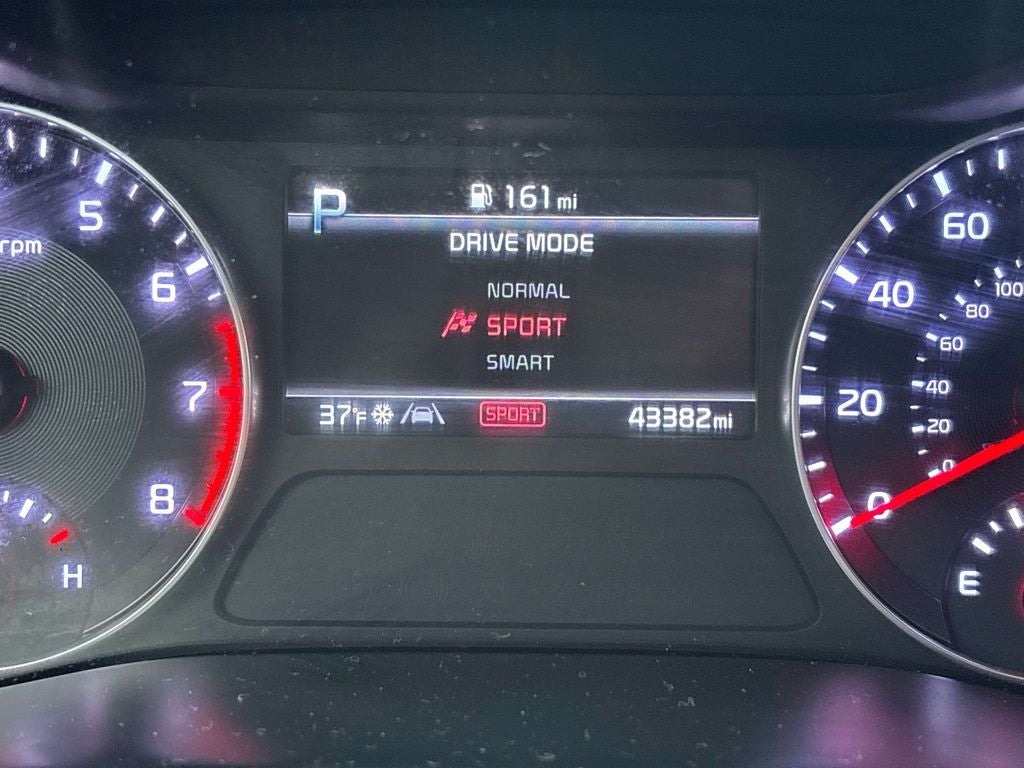 P
161 mi
DRIVE MODE
NORMAL
SPORT
SMART
37°F
SPORT
43382mi
5
rpm
6
7
8
H
60
40
20
0
100
80
60
40
20
0
E